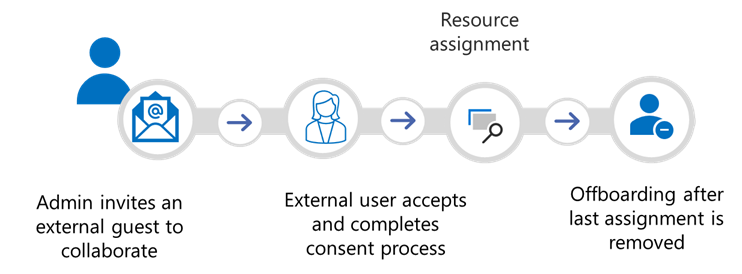 Resource
assignment
@
Admin invites an
external guest to
collaborate
External user accepts
and completes
consent process
Offboarding after
last assignment is
removed